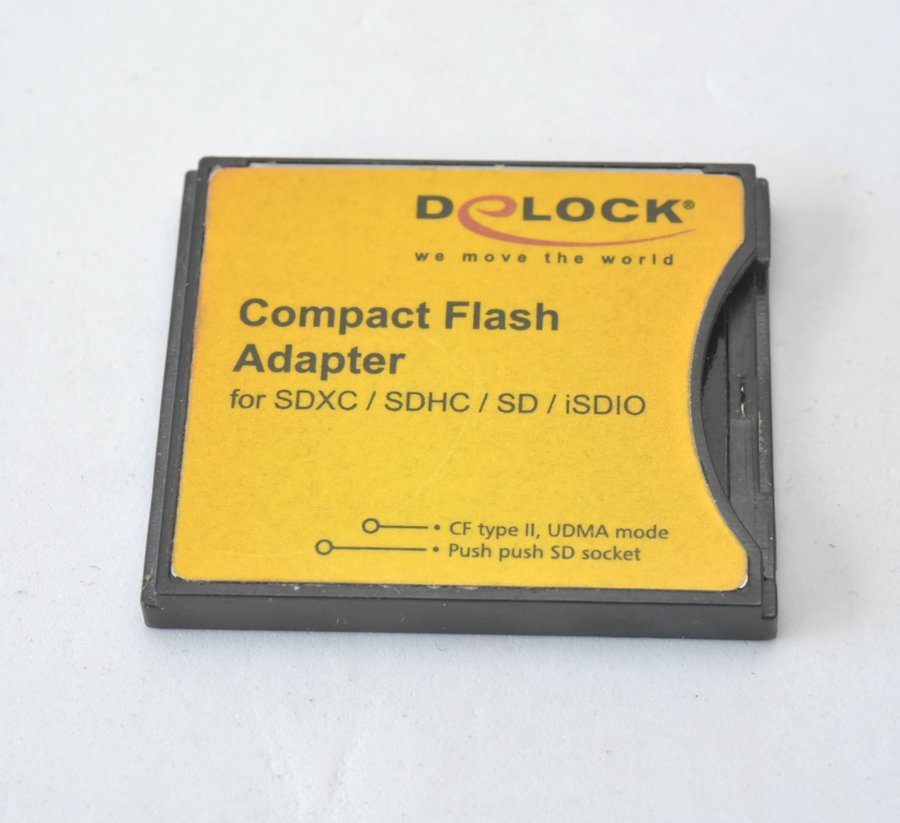 DELOCK®
we move the world
Compact Flash
Adapter
for SDXC / SDHC / SD / iSDIO
• CF type II, UDMA mode
• Push push SD socket